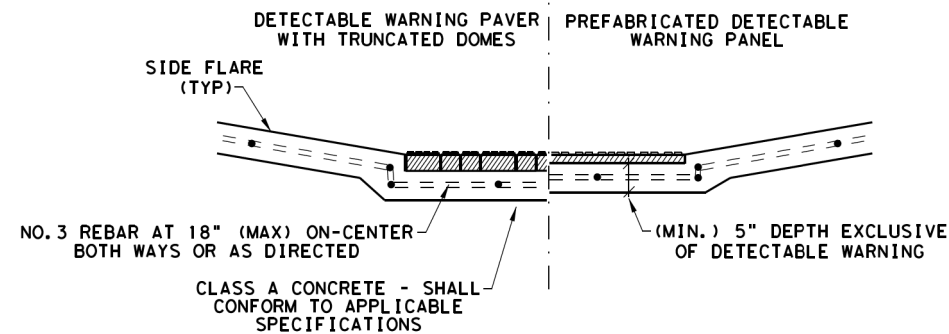 DETECTABLE WARNING PAVER
WITH TRUNCATED DOMES
PREFABRICATED DETECTABLE
WARNING PANEL
SIDE FLARE
(TYP)
NO.3 REBAR AT 18" (MAX) ON-CENTER
BOTH WAYS OR AS DIRECTED
(MIN.) 5" DEPTH EXCLUSIVE
OF DETECTABLE WARNING
CLASS A CONCRETE - SHALL
CONFORM TO APPLICABLE
SPECIFICATIONS